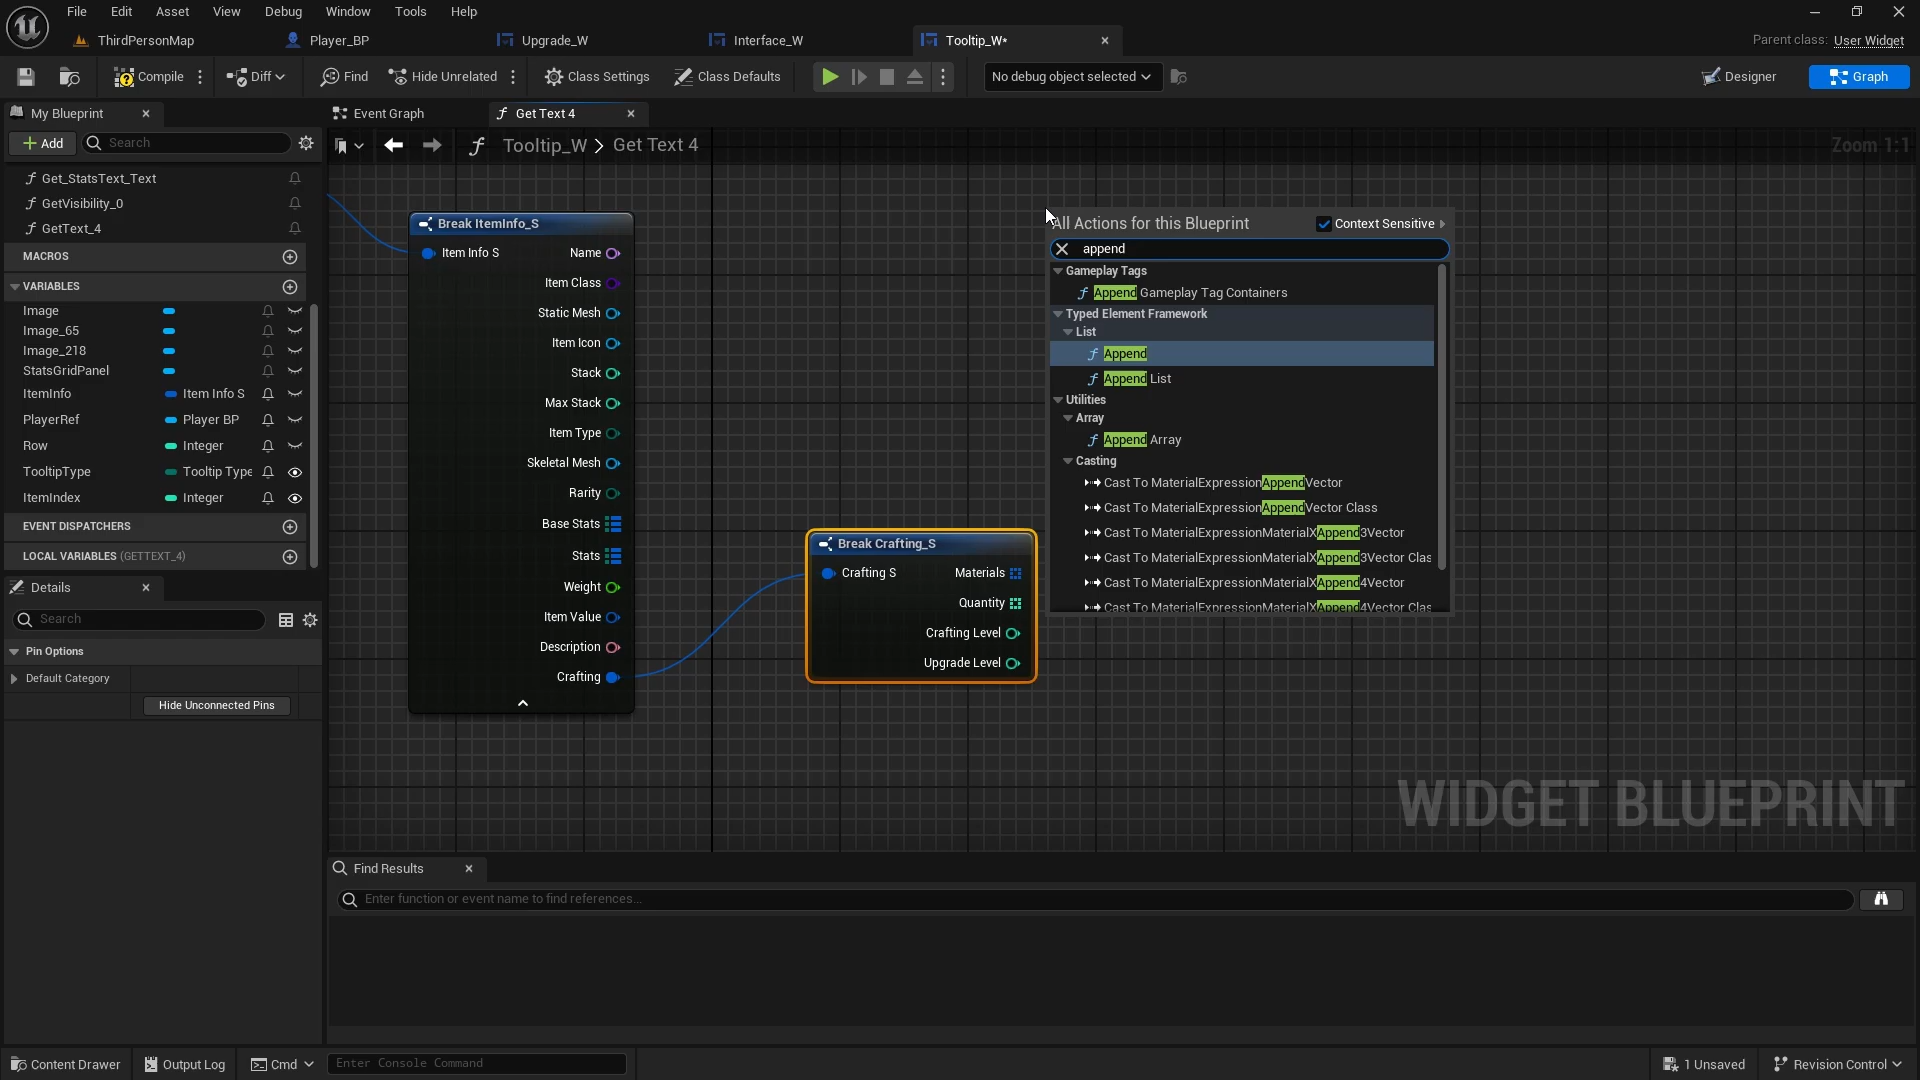 File Edit Asset View Debug Window Tools Help
ThirdPersonMap Player_BP Upgrade_W Interface_W Tooltip_W*
Parent class: User Widget
Compile Diff Find Hide Unrelated Class Settings Class Defaults No debug object selected Designer Graph
My Blueprint
Event Graph Get Text 4
Add Search
Tooltip_W > Get Text 4
Zoom 1:1
Get_StatsText_Text
GetVisibility_0
GetText_4
MACROS
VARIABLES
Image
Image_65
Image_218
StatsGridPanel
ItemInfo Item Info S
PlayerRef Player BP
Row Integer
TooltipType Tooltip Type
ItemIndex Integer
EVENT DISPATCHERS
LOCAL VARIABLES (GETTEXT_4)
Details
Search
Pin Options
Default Category
Hide Unconnected Pins
Break ItemInfo_S
Item Info S Name
Item Class
Static Mesh
Item Icon
Stack
Max Stack
Item Type
Skeletal Mesh
Rarity
Base Stats
Stats
Weight
Item Value
Description
Crafting
Break Crafting_S
Crafting S Materials
Quantity
Crafting Level
Upgrade Level
All Actions for this Blueprint Context Sensitive
append
Gameplay Tags
Append Gameplay Tag Containers
Typed Element Framework
List
Append
Append List
Utilities
Array
Append Array
Casting
Cast To MaterialExpressionAppendVector
Cast To MaterialExpressionAppendVector Class
Cast To MaterialExpressionMaterialXAppend3Vector
Cast To MaterialExpressionMaterialXAppend3Vector Clas
Cast To MaterialExpressionMaterialXAppend4Vector
Cast To MaterialExpressionMaterialXAppend4Vector Clas
WIDGET BLUEPRINT
Find Results
Enter function or event name to find references...
Content Drawer Output Log Cmd Enter Console Command 1 Unsaved Revision Control